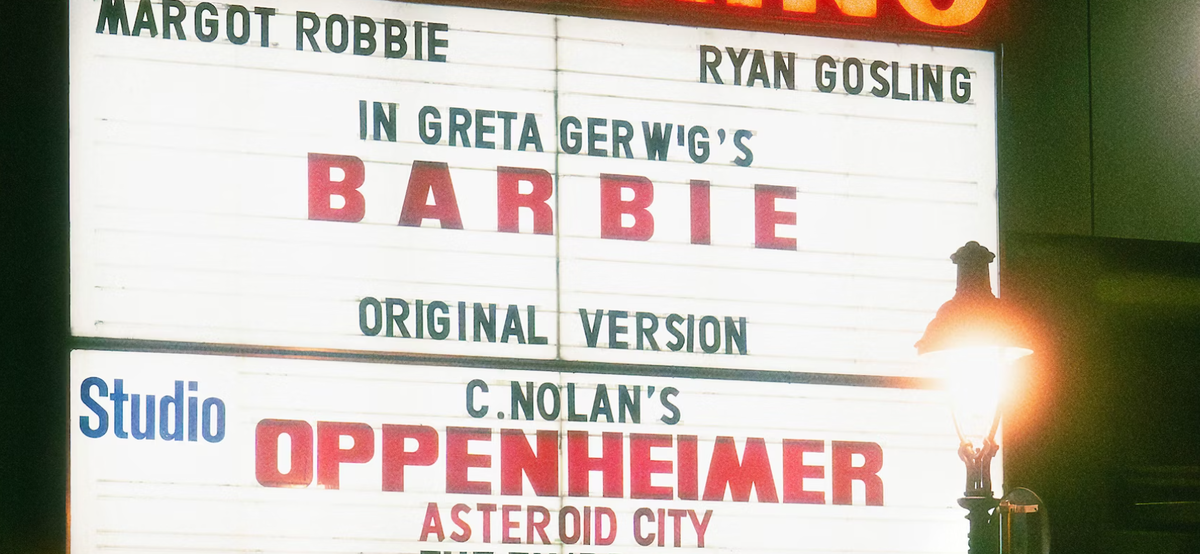 MARGOT ROBBIE
RYAN GOSLING
IN GRETA GERWIG'S
BARBIE
ORIGINAL VERSION
Studio
C.NOLAN'S
OPPENHEIMER
ASTEROID CITY